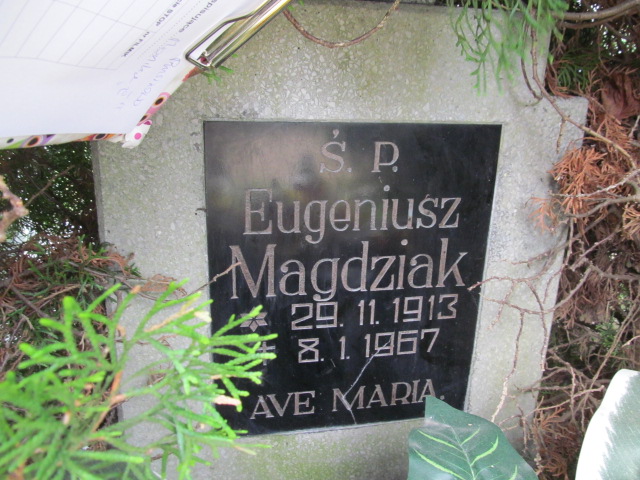 Ś. P.
Eugeniusz
Magdziak
* 29. 11. 1913
8. 1. 1967
AVE MARIA.